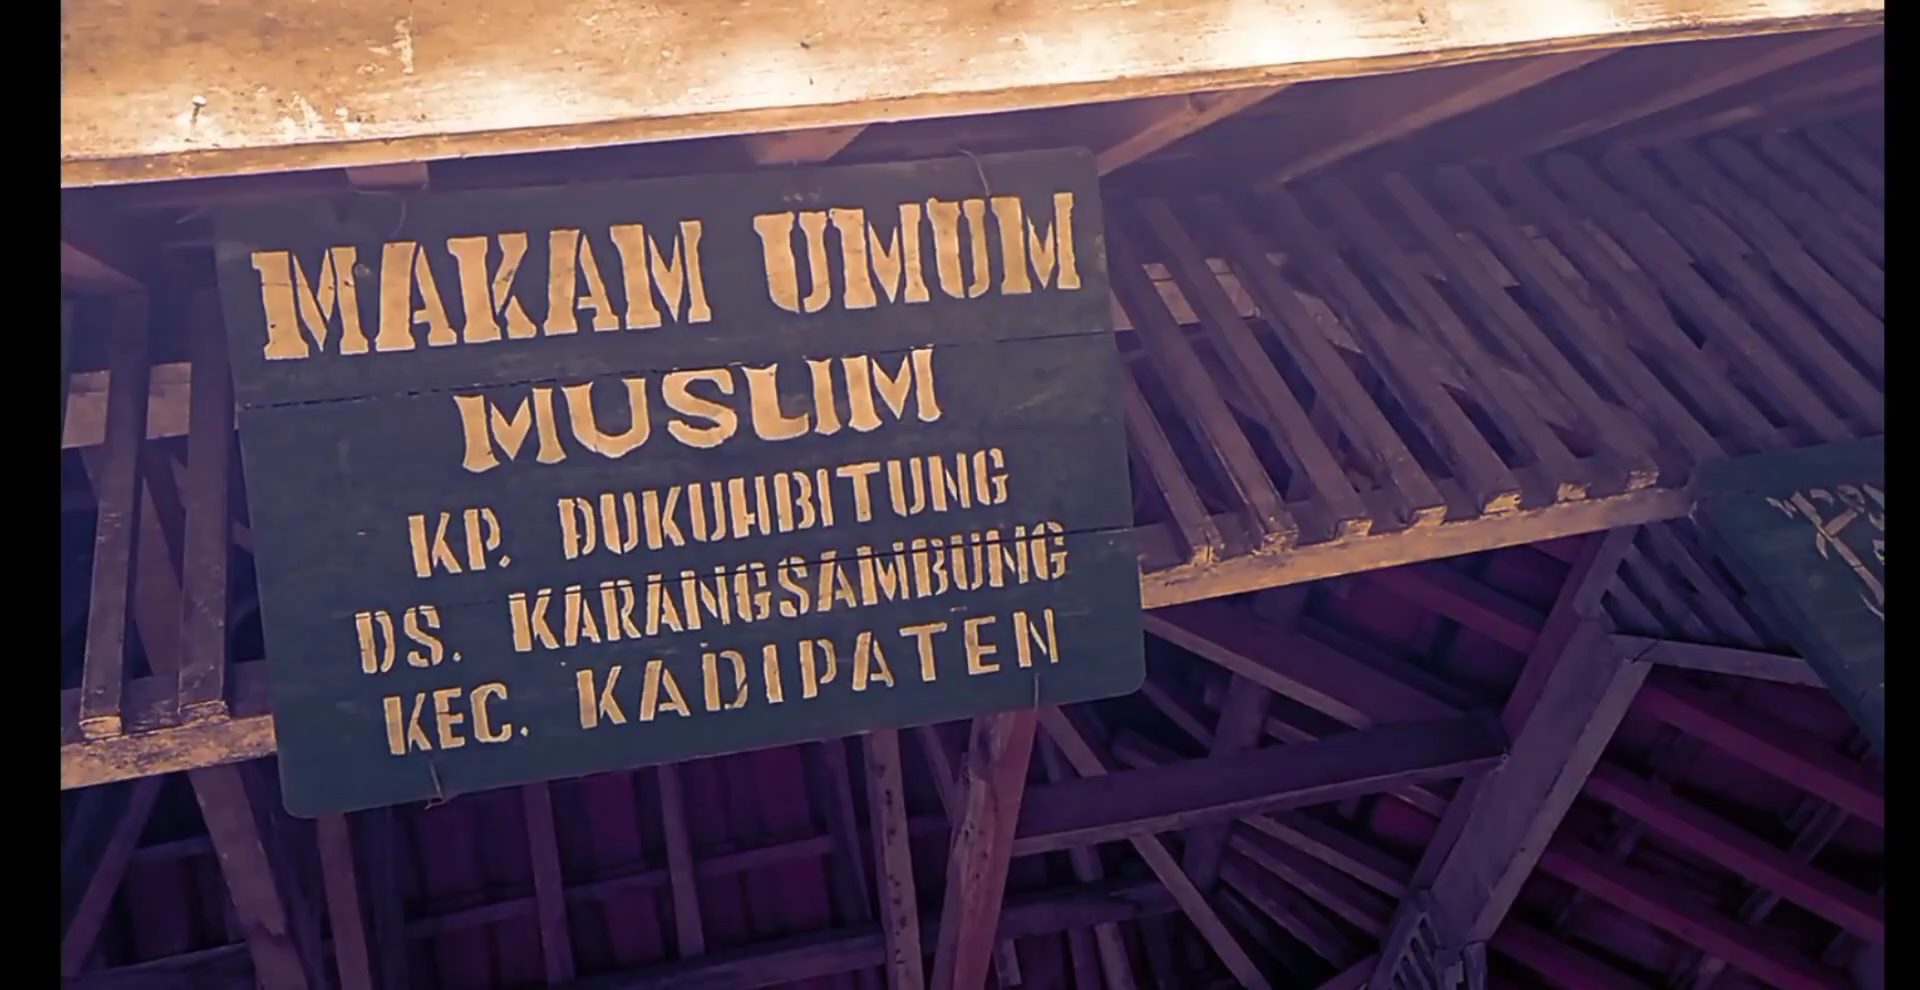 MAKAM UMUM
MUSLIM
KP. DUKUHBITUNG
DS. KARANGSAMBUNG
KEC. KADIPATEN